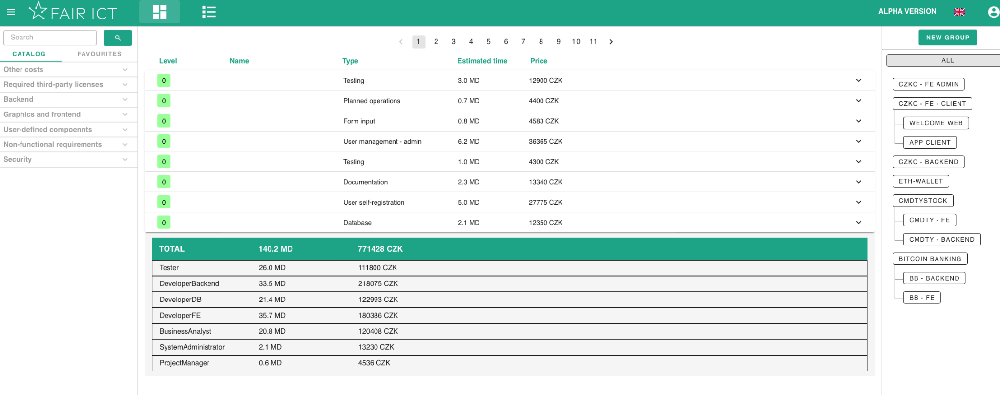 FAIR ICT
ALPHA VERSION
Search
CATALOG FAVOURITES
Other costs
Required third-party licenses
Backend
Graphics and frontend
User-defined compoennts
Non-functional requirements
Security
1 2 3 4 5 6 7 8 9 10 11
Level Name Type Estimated time Price
0 Testing 3.0 MD 12900 CZK
0 Planned operations 0.7 MD 4400 CZK
0 Form input 0.8 MD 4583 CZK
0 User management - admin 6.2 MD 36365 CZK
0 Testing 1.0 MD 4300 CZK
0 Documentation 2.3 MD 13340 CZK
0 User self-registration 5.0 MD 27775 CZK
0 Database 2.1 MD 12350 CZK
TOTAL 140.2 MD 771428 CZK
Tester 26.0 MD 111800 CZK
DeveloperBackend 33.5 MD 218075 CZK
DeveloperDB 21.4 MD 122993 CZK
DeveloperFE 35.7 MD 180386 CZK
BusinessAnalyst 20.8 MD 120408 CZK
SystemAdministrator 2.1 MD 13230 CZK
ProjectManager 0.6 MD 4536 CZK
NEW GROUP
ALL
CZKC - FE ADMIN
CZKC - FE - CLIENT
WELCOME WEB
APP CLIENT
CZKC - BACKEND
ETH-WALLET
CMDTYSTOCK
CMDTY - FE
CMDTY - BACKEND
BITCOIN BANKING
BB - BACKEND
BB - FE